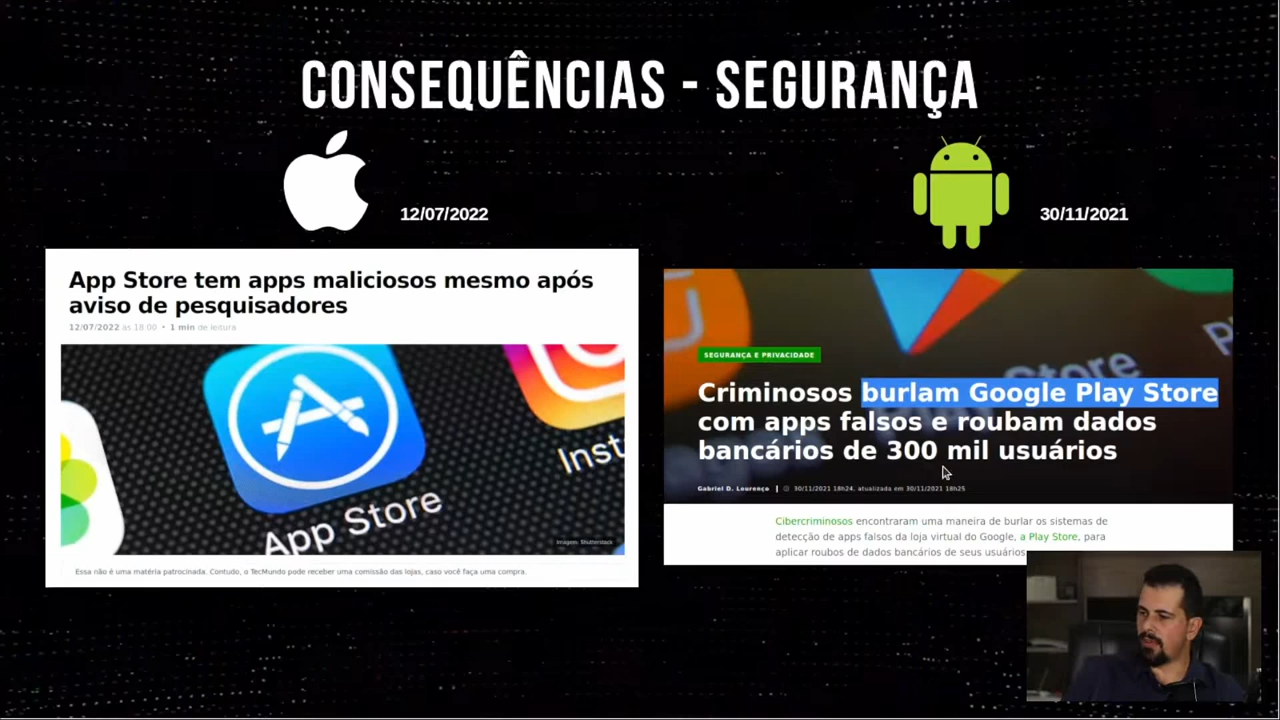 CONSEQUÊNCIAS - SEGURANÇA
12/07/2022
30/11/2021
App Store tem apps maliciosos mesmo após
aviso de pesquisadores
12/07/2022 às 18:00 • 1 min de leitura
App Store
Inst
Imagem: Shutterstock
Essa não é uma matéria patrocinada. Contudo, o TecMundo pode receber uma comissão das lojas, caso você faça uma compra.
SEGURANÇA E PRIVACIDADE
Criminosos burlam Google Play Store
com apps falsos e roubam dados
bancários de 300 mil usuários
Gabriel D. Lourenço | 30/11/2021 18h24, atualizada em 30/11/2021 18h25
Cibercriminosos encontraram uma maneira de burlar os sistemas de
detecção de apps falsos da loja virtual do Google, a Play Store, para
aplicar roubos de dados bancários de seus usuários